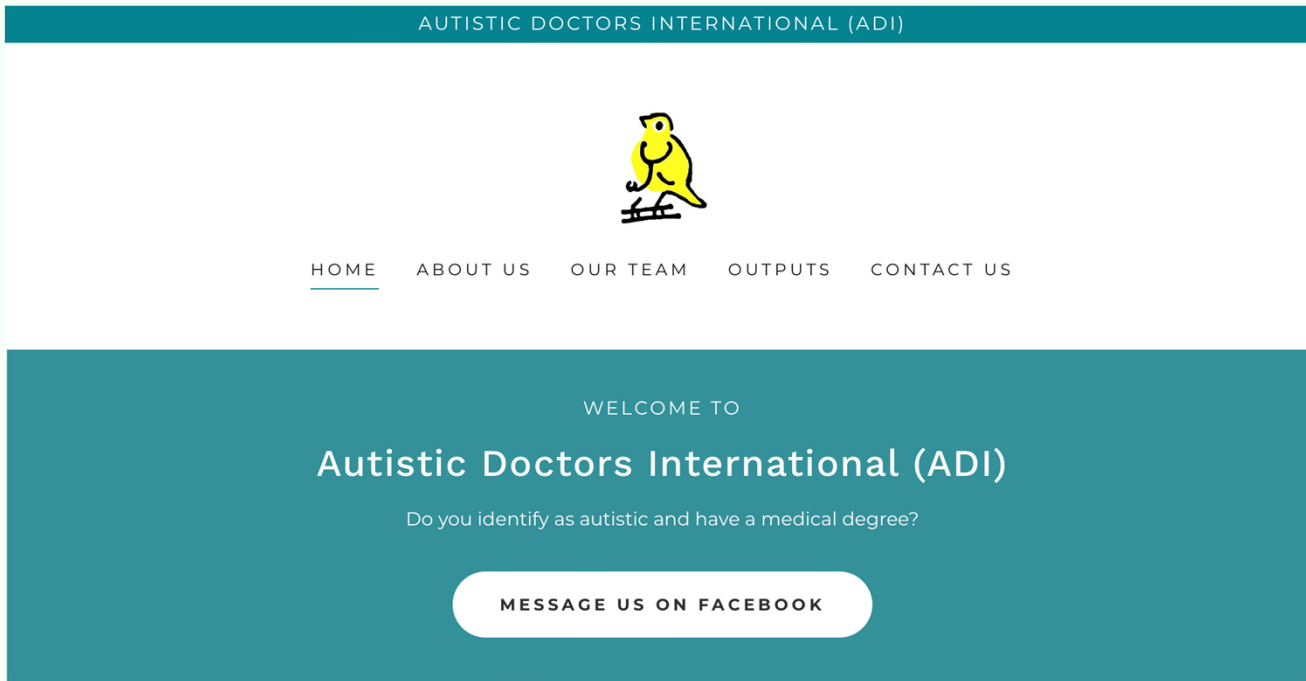 AUTISTIC DOCTORS INTERNATIONAL (ADI)
HOME ABOUT US OUR TEAM OUTPUTS CONTACT US
WELCOME TO
Autistic Doctors International (ADI)
Do you identify as autistic and have a medical degree?
MESSAGE US ON FACEBOOK